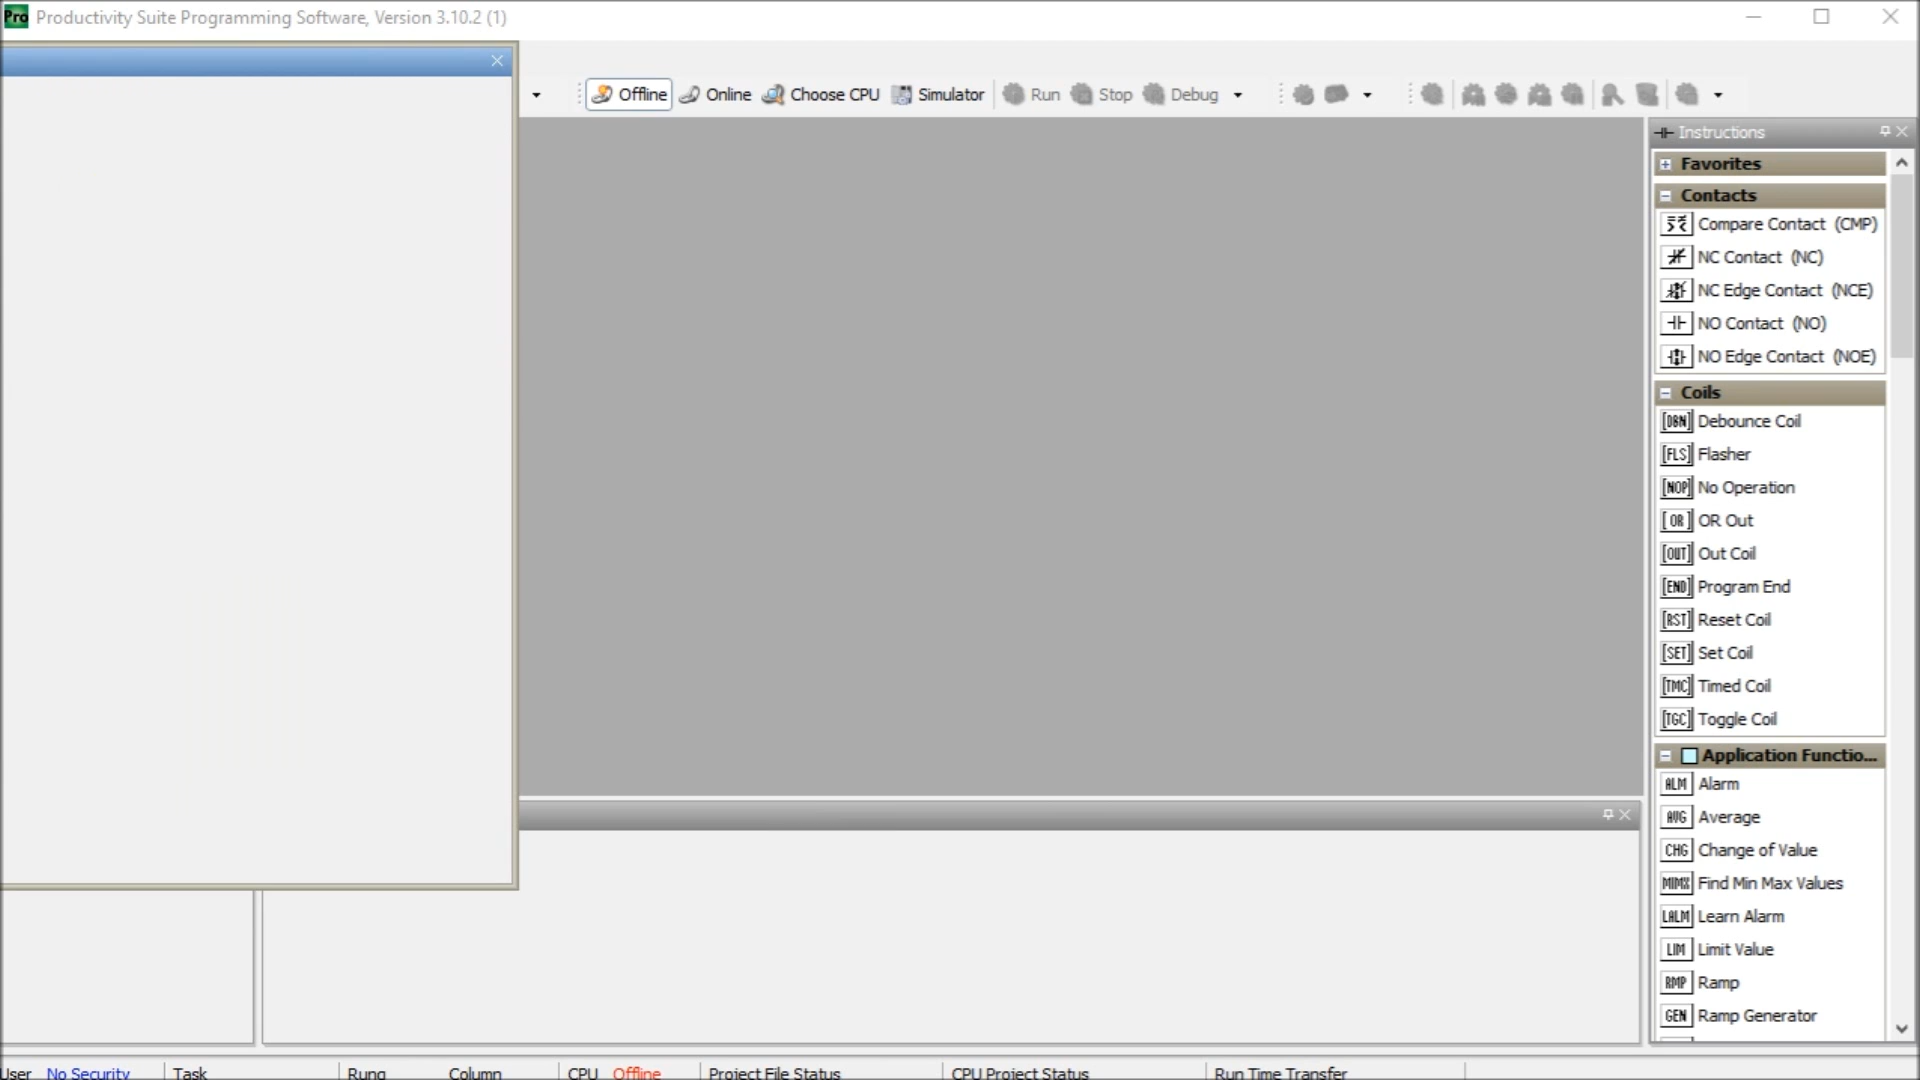 Pro Productivity Suite Programming Software, Version 3.10.2 (1)
Offline Online Choose CPU Simulator Run Stop Debug
Instructions
Favorites
Contacts
Compare Contact (CMP)
NC Contact (NC)
NC Edge Contact (NCE)
NO Contact (NO)
NO Edge Contact (NOE)
Coils
[DBN] Debounce Coil
[FLS] Flasher
[NOP] No Operation
[OR] OR Out
[OUT] Out Coil
[END] Program End
[RST] Reset Coil
[SET] Set Coil
[TMC] Timed Coil
[TGC] Toggle Coil
Application Functio...
ALM Alarm
AVG Average
CHG Change of Value
MIMX Find Min Max Values
LALM Learn Alarm
LIM Limit Value
RMP Ramp
GEN Ramp Generator
User No Security Task Rung Column CPU Offline Project File Status CPU Project Status Run Time Transfer